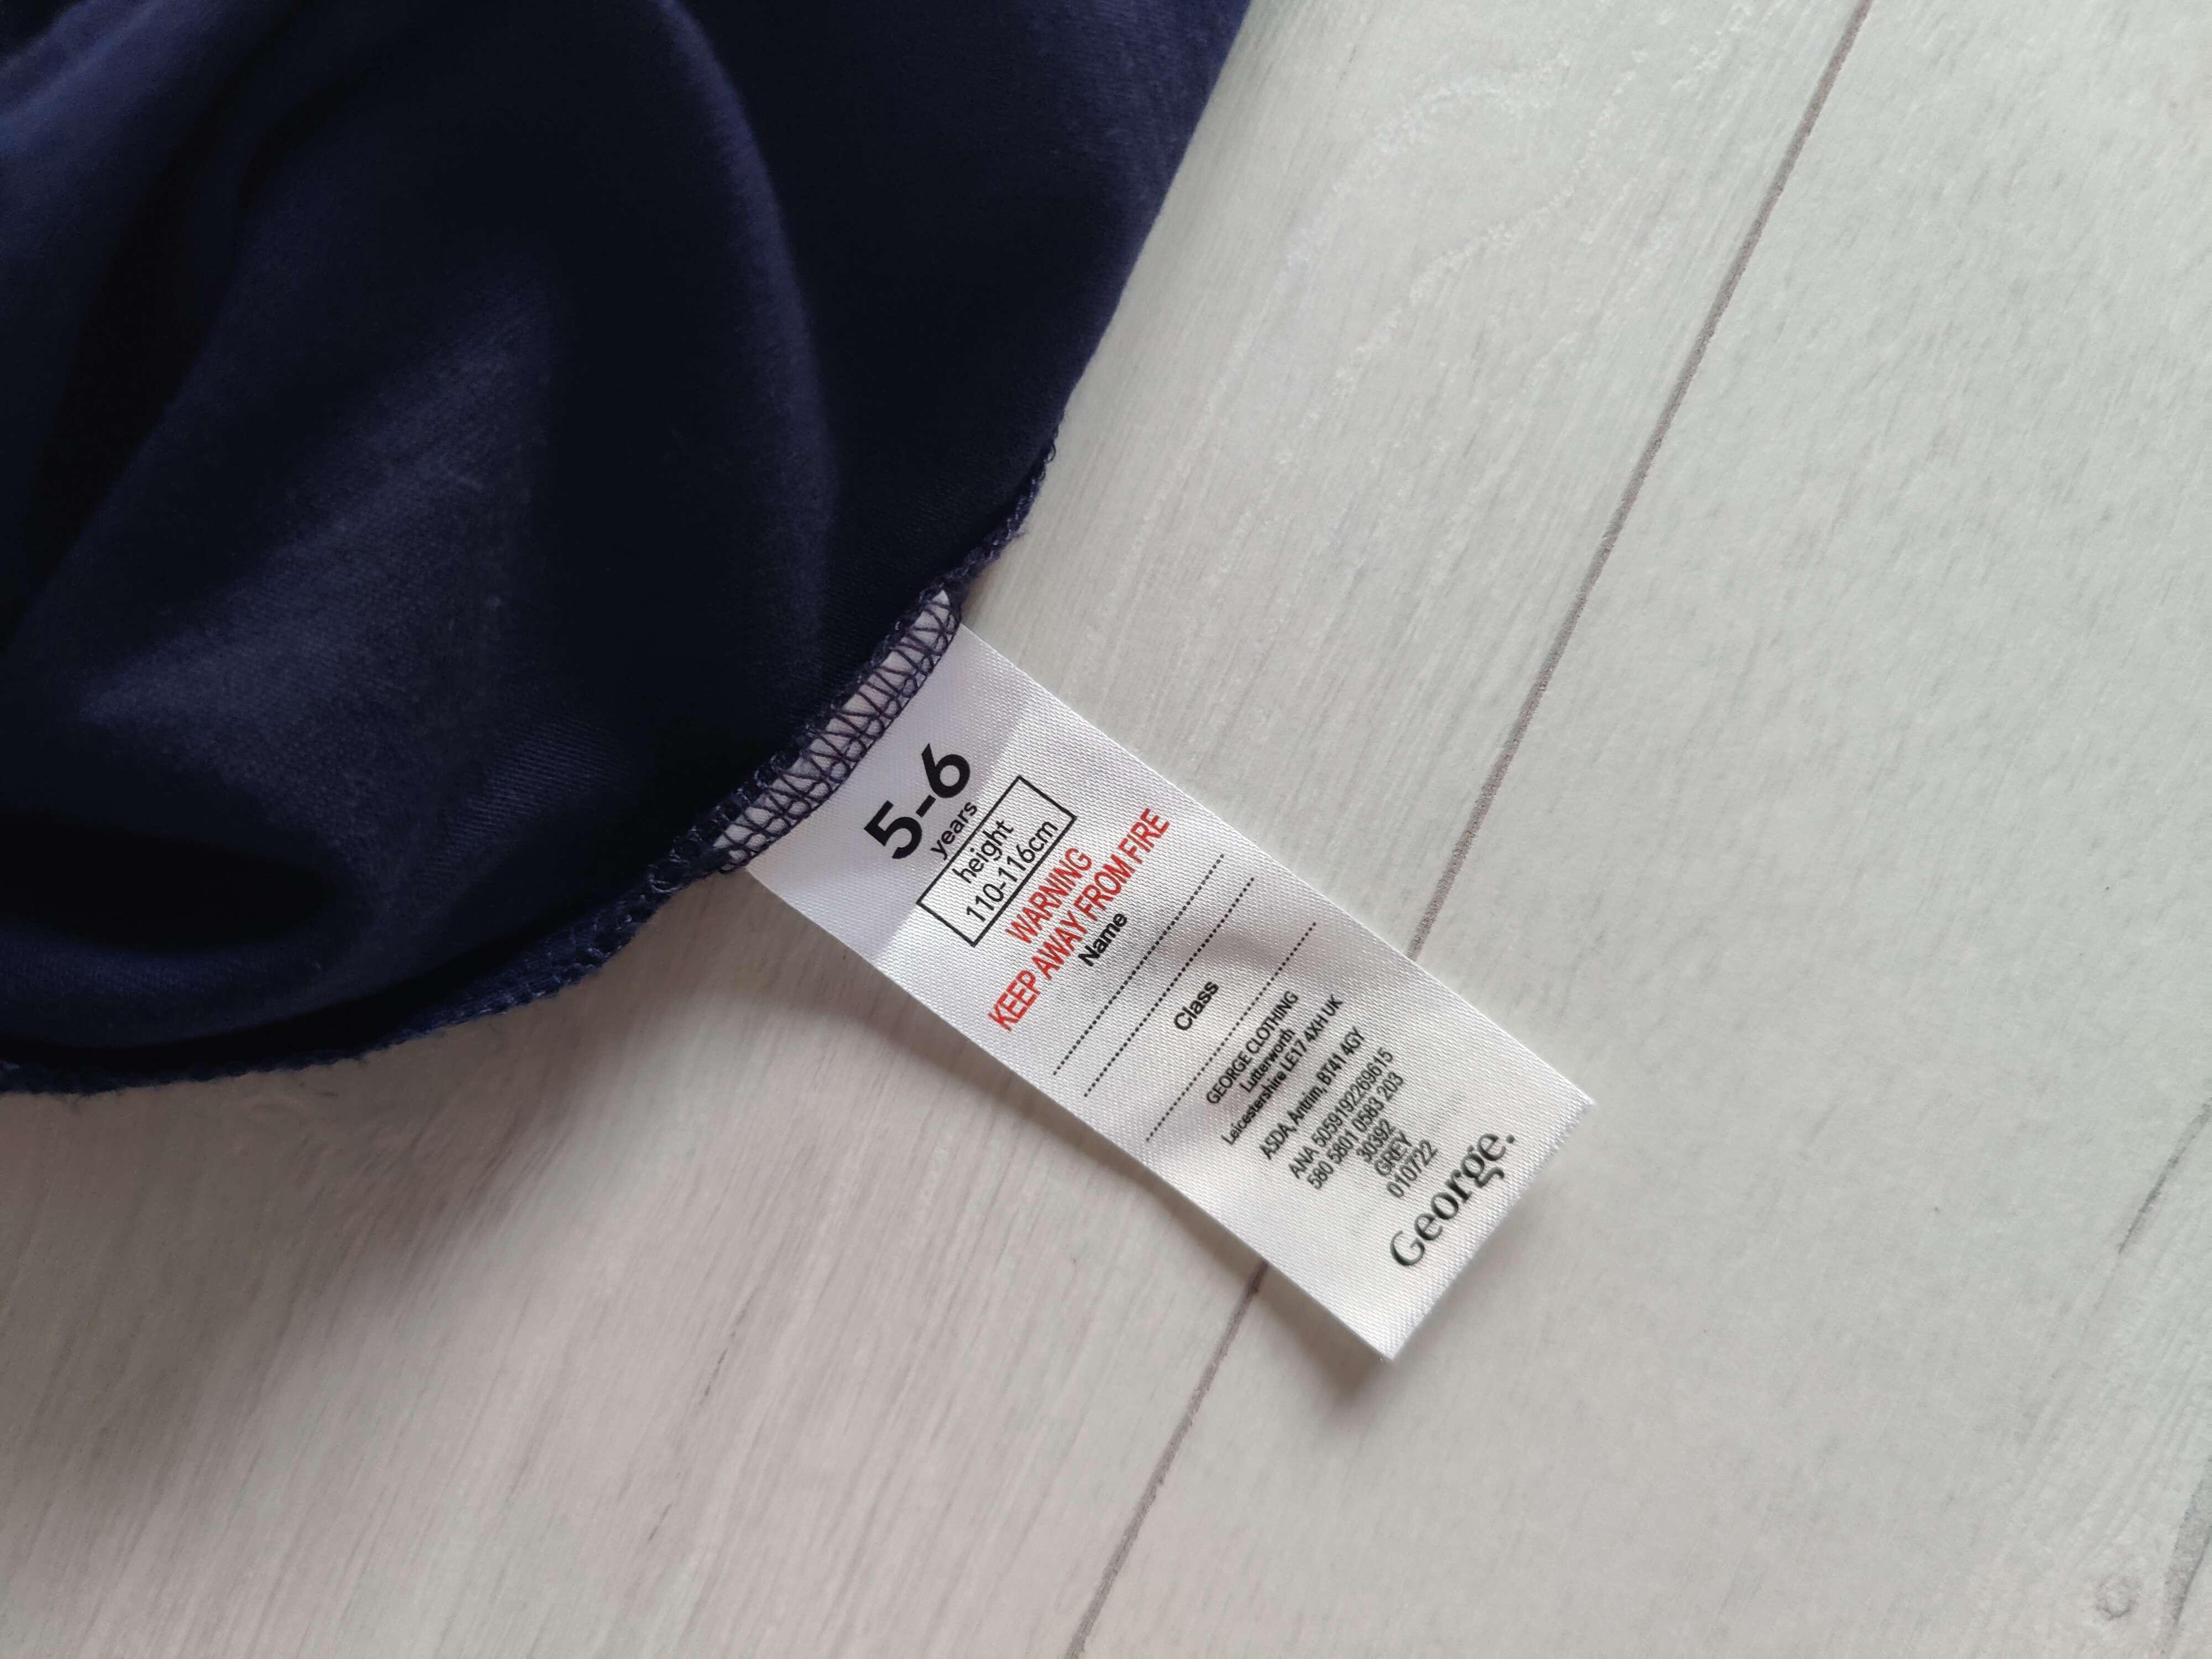 5-6
years
height
110-116cm
WARNING
KEEP AWAY FROM FIRE
Name
Class
GEORGE CLOTHING
Lutterworth
Leicestershire LE17 4XH UK
ASDA, Antrim, BT41 4GY
ANA 5059192269615
580 5801 0583 203
30392
GREY
010722
George.